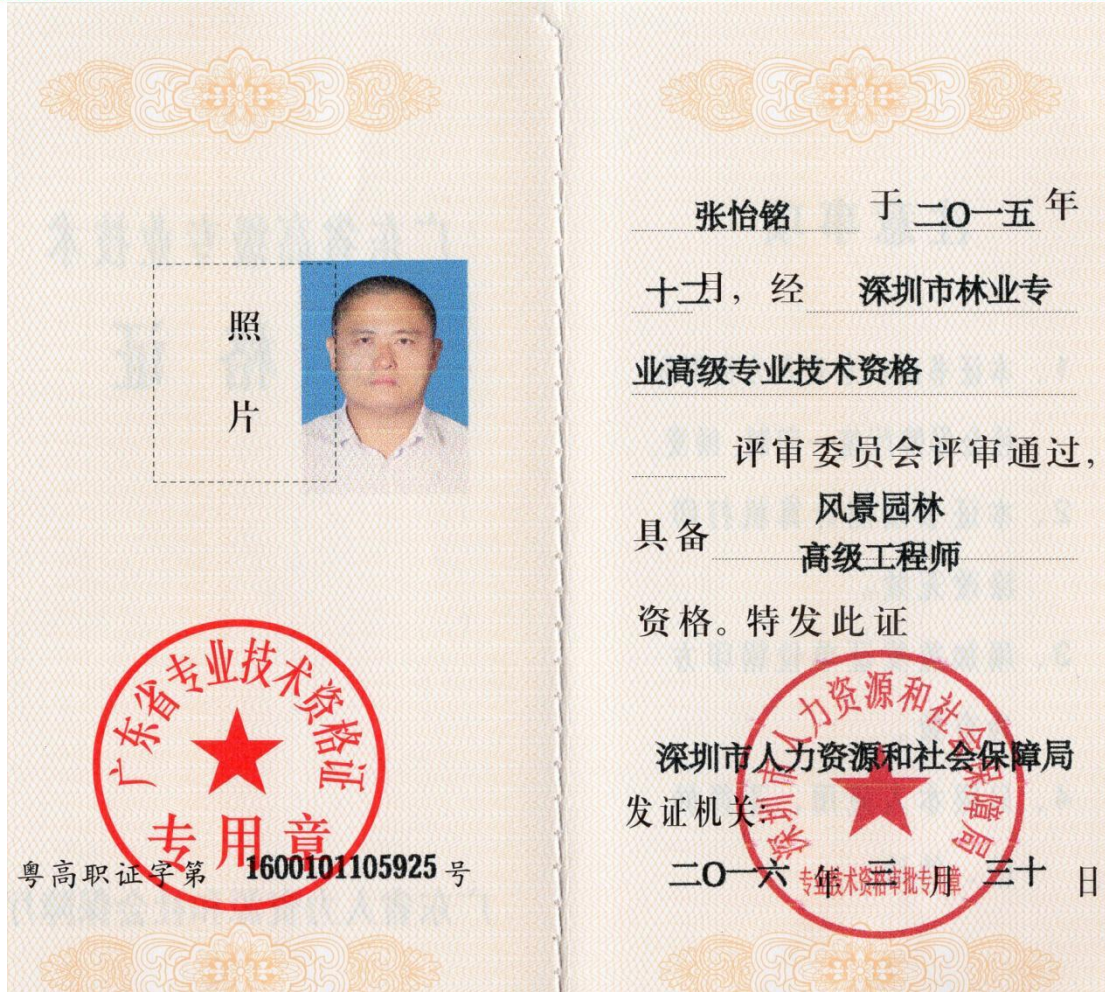 照
片
广东省专业技术资格证
专用章
粤高职证字第 1600101105925 号
张怡铭 于 二〇一五 年
十二月，经 深圳市林业专
业高级专业技术资格
评审委员会评审通过，
具备 风景园林
高级工程师
资格。特发此证
深圳市人力资源和社会保障局
发证机关：
深圳市人力资源和社会保障局
专业技术资格审批专用章
二〇一六 年 三 月 三十 日